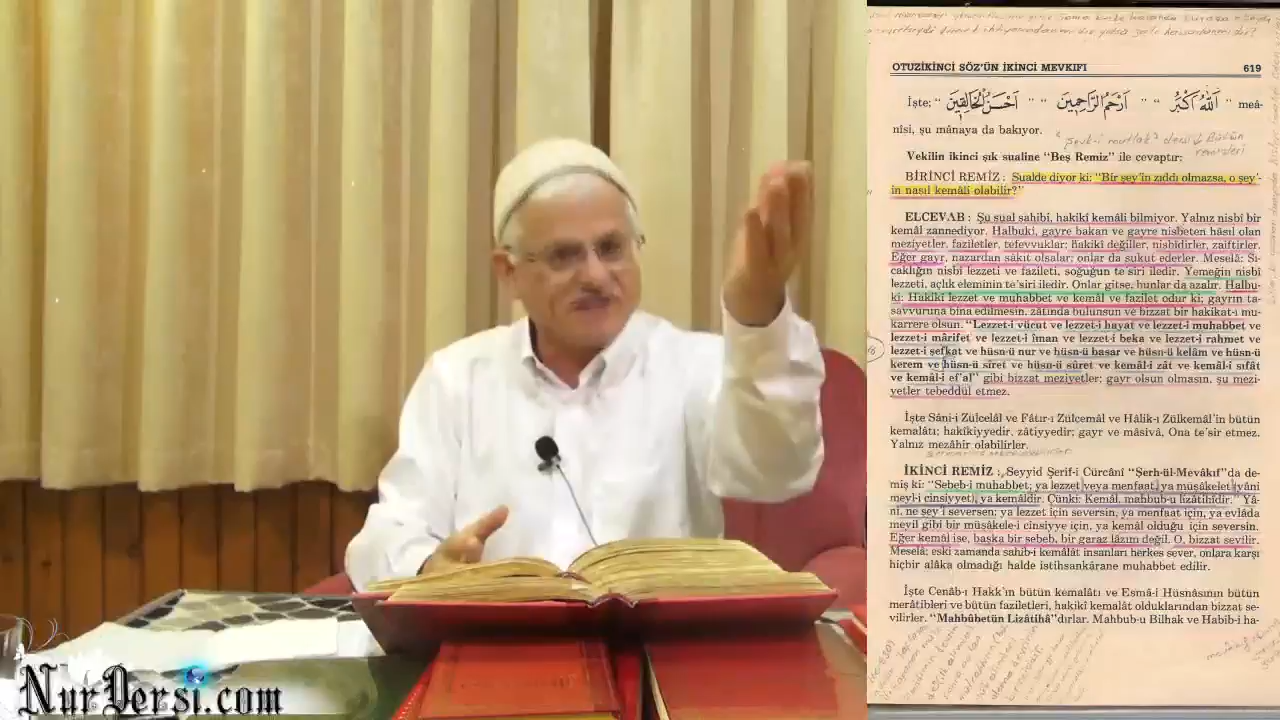 OTUZİKİNCİ SÖZ'ÜN İKİNCİ MEVKIFI 619
İşte; " اَللّٰهُ اَكْبَرُ " " اَرْحَمُ الرَّاحِمِينَ " " اَحْسَنُ الْخَالِقِينَ " meâ-
nîsi, şu mânaya da bakıyor.
"şevk-i mutlak" dersi Bütün
remizleri
Vekilin ikinci şık sualine "Beş Remiz" ile cevaptır:
BİRİNCİ REMİZ : Sualde diyor ki: "Bir şey'in zıddı olmazsa, o şey'-
in nasıl kemâli olabilir?"
ELCEVAB : Şu sual sahibi, hakikî kemâli bilmiyor. Yalnız nisbî bir
kemâl zannediyor. Halbuki, gayre bakan ve gayre nisbeten hâsıl olan
meziyetler, faziletler, tefevvuklar; hakikî değiller, nisbîdirler, zaiftirler.
Eğer gayr, nazardan sâkıt olsalar; onlar da sukut ederler. Meselâ: Sı-
caklığın nisbî lezzeti ve fazileti, soğuğun te'siri iledir. Yemeğin nisbî
lezzeti, açlık eleminin te'siri iledir. Onlar gitse, bunlar da azalır. Halbu-
ki: Hakikî lezzet ve muhabbet ve kemâl ve fazilet odur ki; gayrın ta-
savvuruna bina edilmesin, zâtında bulunsun ve bizzat bir hakikat-ı mu-
karrere olsun. "Lezzet-i vücut ve lezzet-i hayat ve lezzet-i muhabbet ve
lezzet-i mârifet ve lezzet-i îman ve lezzet-i beka ve lezzet-i rahmet ve
lezzet-i şefkat ve hüsn-ü nur ve hüsn-ü basar ve hüsn-ü kelâm ve hüsn-ü
kerem ve hüsn-ü sîret ve hüsn-ü sûret ve kemâl-i zât ve kemâl-i sıfât
ve kemâl-i ef'al" gibi bizzat meziyetler; gayr olsun olmasın, şu mezi-
yetler tebeddül etmez.
İşte Sâni-i Zülcelâl ve Fâtır-ı Zülcemâl ve Hâlik-ı Zülkemâl'in bütün
kemalâtı; hakikiyyedir, zâtiyyedir; gayr ve mâsivâ, Ona te'sir etmez.
Yalnız mezâhir olabilirler.
İKİNCİ REMİZ : Seyyid Şerif-i Cürcânî "Şerh-ül-Mevâkıf"da de-
miş ki: "Sebeb-i muhabbet; ya lezzet veya menfaat, ya müşâkelet (yâni
meyl-i cinsiyyet), ya kemâldir. Çünki: Kemâl, mahbub-u lizâtihîdir." Yâ-
ni, ne şey'i seversen; ya lezzet için seversin, ya menfaat için, ya evlâda
meyil gibi bir müşâkele-i cinsiyye için, ya kemâl olduğu için seversin.
Eğer kemâl ise, başka bir sebeb, bir garaz lâzım değil. O, bizzat sevilir.
Meselâ: eski zamanda sahib-i kemâlât insanları herkes sever, onlara karşı
hiçbir alâka olmadığı halde istihsankârane muhabbet edilir.
İşte Cenâb-ı Hakk'ın bütün kemalâtı ve Esmâ-i Hüsnâsının bütün
merâtibleri ve bütün faziletleri, hakikî kemalât olduklarından bizzat se-
vilirler. "Mahbûbetün Lizâtihâ"dırlar. Mahbub-u Bilhak ve Habib-i ha-
NurDersi.com